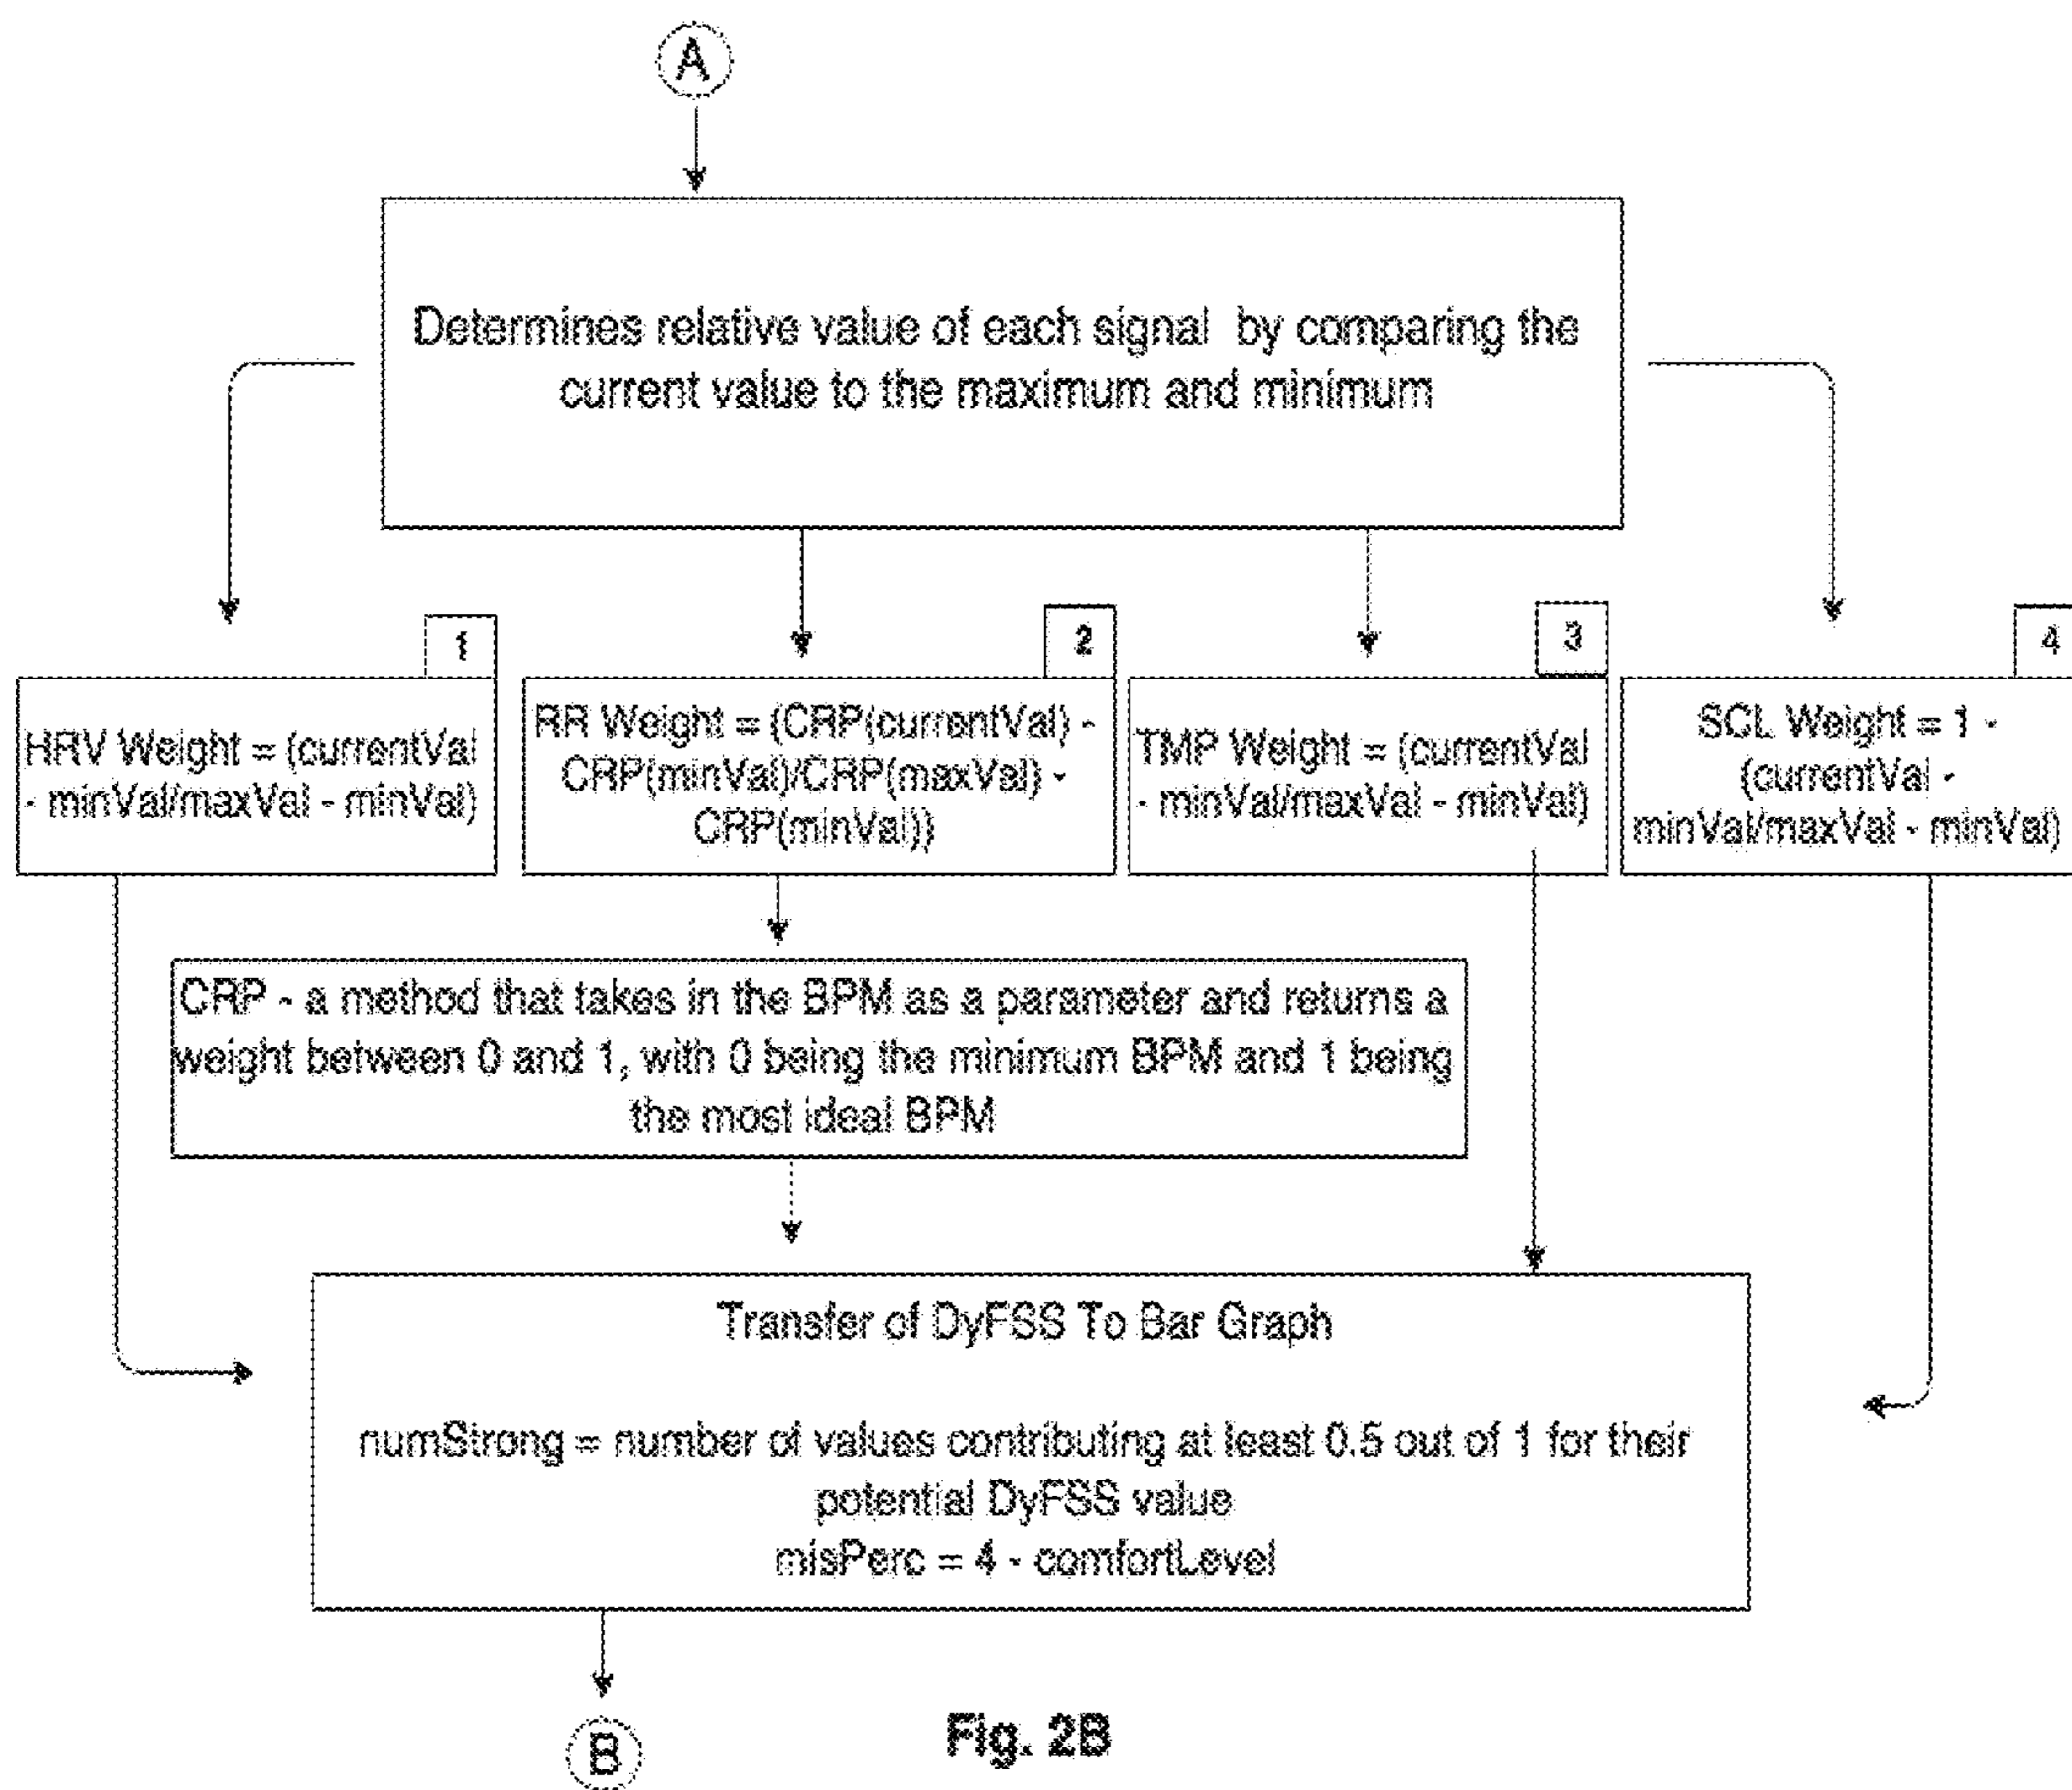 A
Determines relative value of each signal by comparing the
current value to the maximum and minimum
1
HRV Weight = (currentVal
- minVal/maxVal - minVal)
2
RR Weight = (CRP(currentVal) -
CRP(minVal)/CRP(maxVal) -
CRP(minVal))
3
TMP Weight = (currentVal
- minVal/maxVal - minVal)
4
SCL Weight = 1 -
(currentVal -
minVal/maxVal - minVal)
CRP - a method that takes in the BPM as a parameter and returns a
weight between 0 and 1, with 0 being the minimum BPM and 1 being
the most ideal BPM
Transfer of DyFSS To Bar Graph
numStrong = number of values contributing at least 0.5 out of 1 for their
potential DyFSS value
misPerc = 4 - comfortLevel
B
Fig. 2B